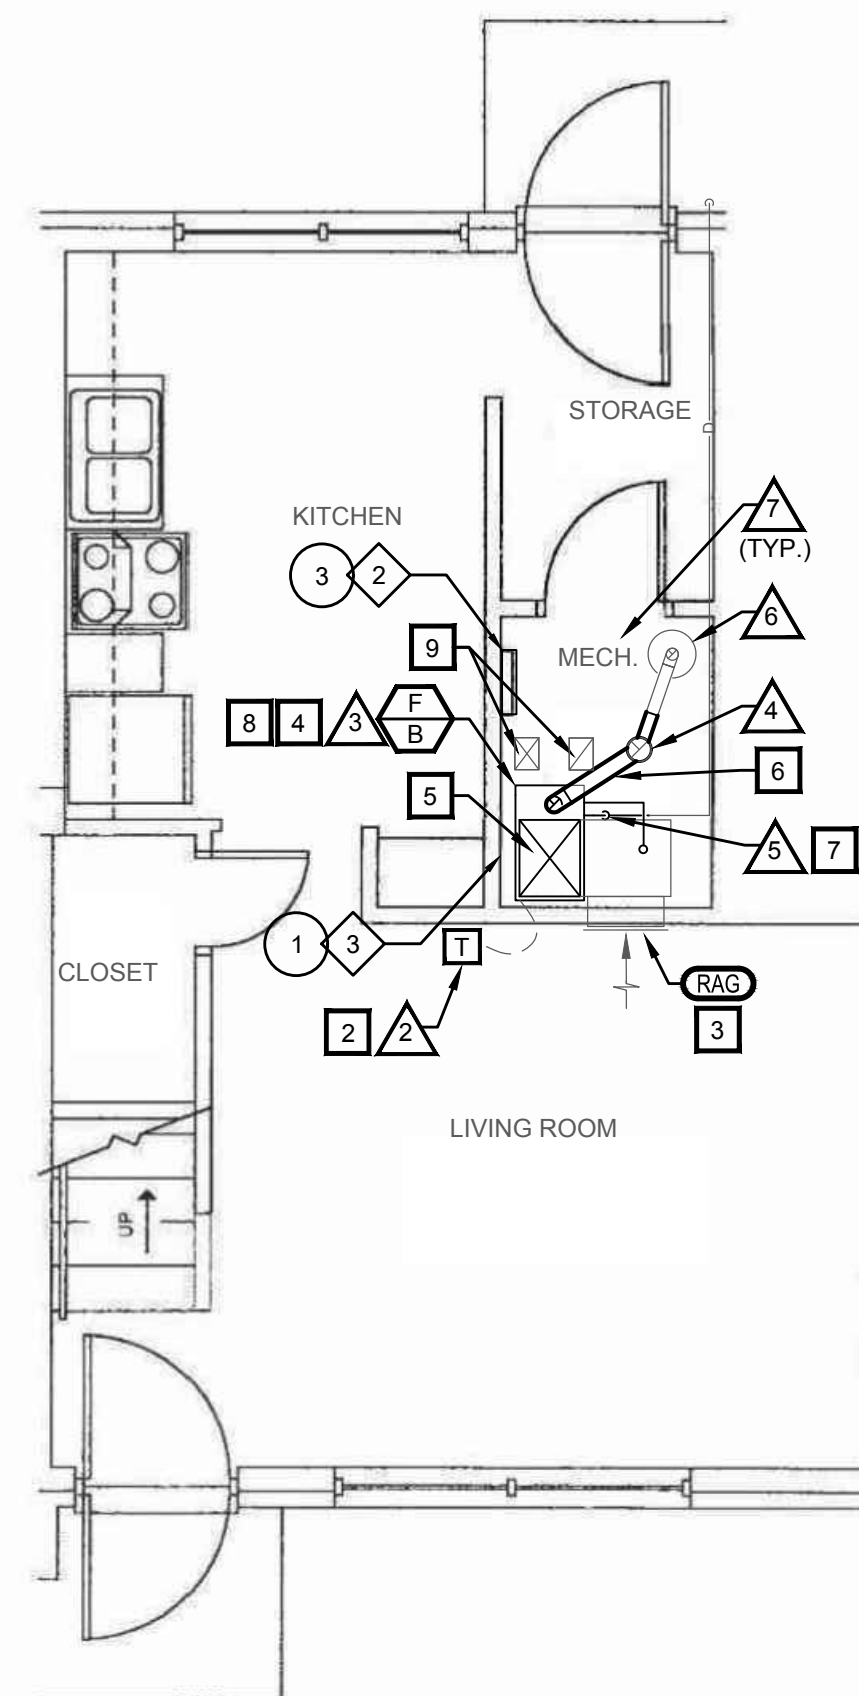 STORAGE
D
7
KITCHEN
(TYP.)
3 2
6
9
MECH.
F
8 4 3
B
4
6
5
5 7
1 3
T
CLOSET
RAG
2 2
3
LIVING ROOM
UP